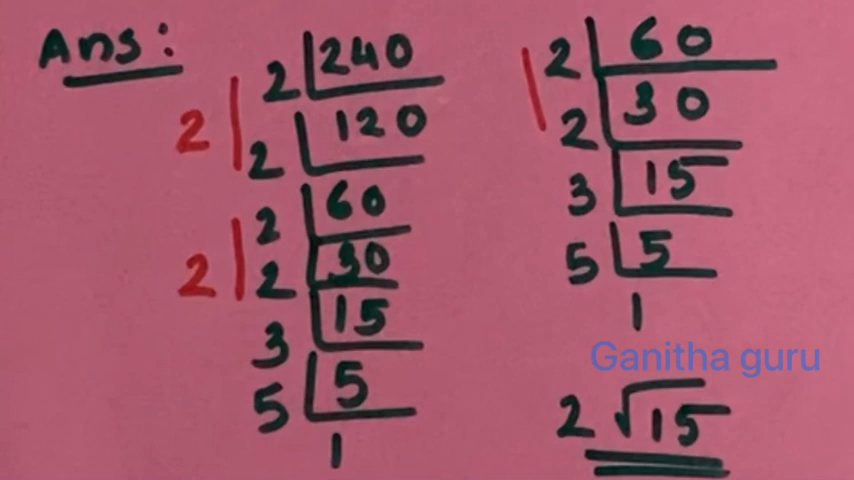 Ans:
2 | 240
2 | 2 | 120
2 | 60
2 | 2 | 30
3 | 15
5 | 5
1
2 | 60
2 | 30
3 | 15
5 | 5
1
Ganitha guru
2 √15